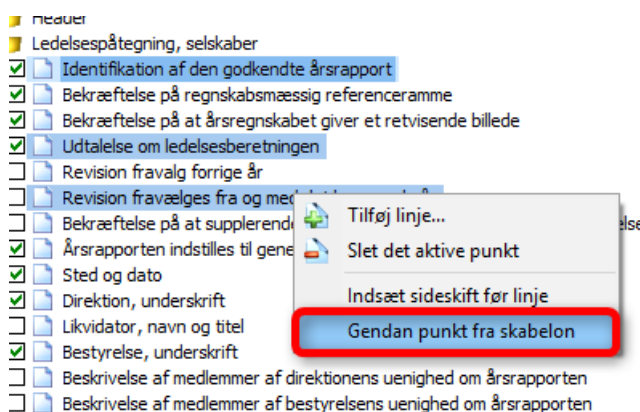 Header
Ledelsespåtegning, selskaber
Identifikation af den godkendte årsrapport
Bekræftelse på regnskabsmæssig referenceramme
Bekræftelse på at årsregnskabet giver et retvisende billede
Udtalelse om ledelsesberetningen
Revision fravalg forrige år
Revision fravælges fra og med
Bekræftelse på at
Årsrapporten indstilles til
Sted og dato
Direktion, underskrift
Likvidator, navn og titel
Bestyrelse, underskrift
Beskrivelse af medlemmer af direktionens uenighed om årsrapporten
Beskrivelse af medlemmer af bestyrelsens uenighed om årsrapporten
Tilføj linje...
Slet det aktive punkt
Indsæt sideskift før linje
Gendan punkt fra skabelon